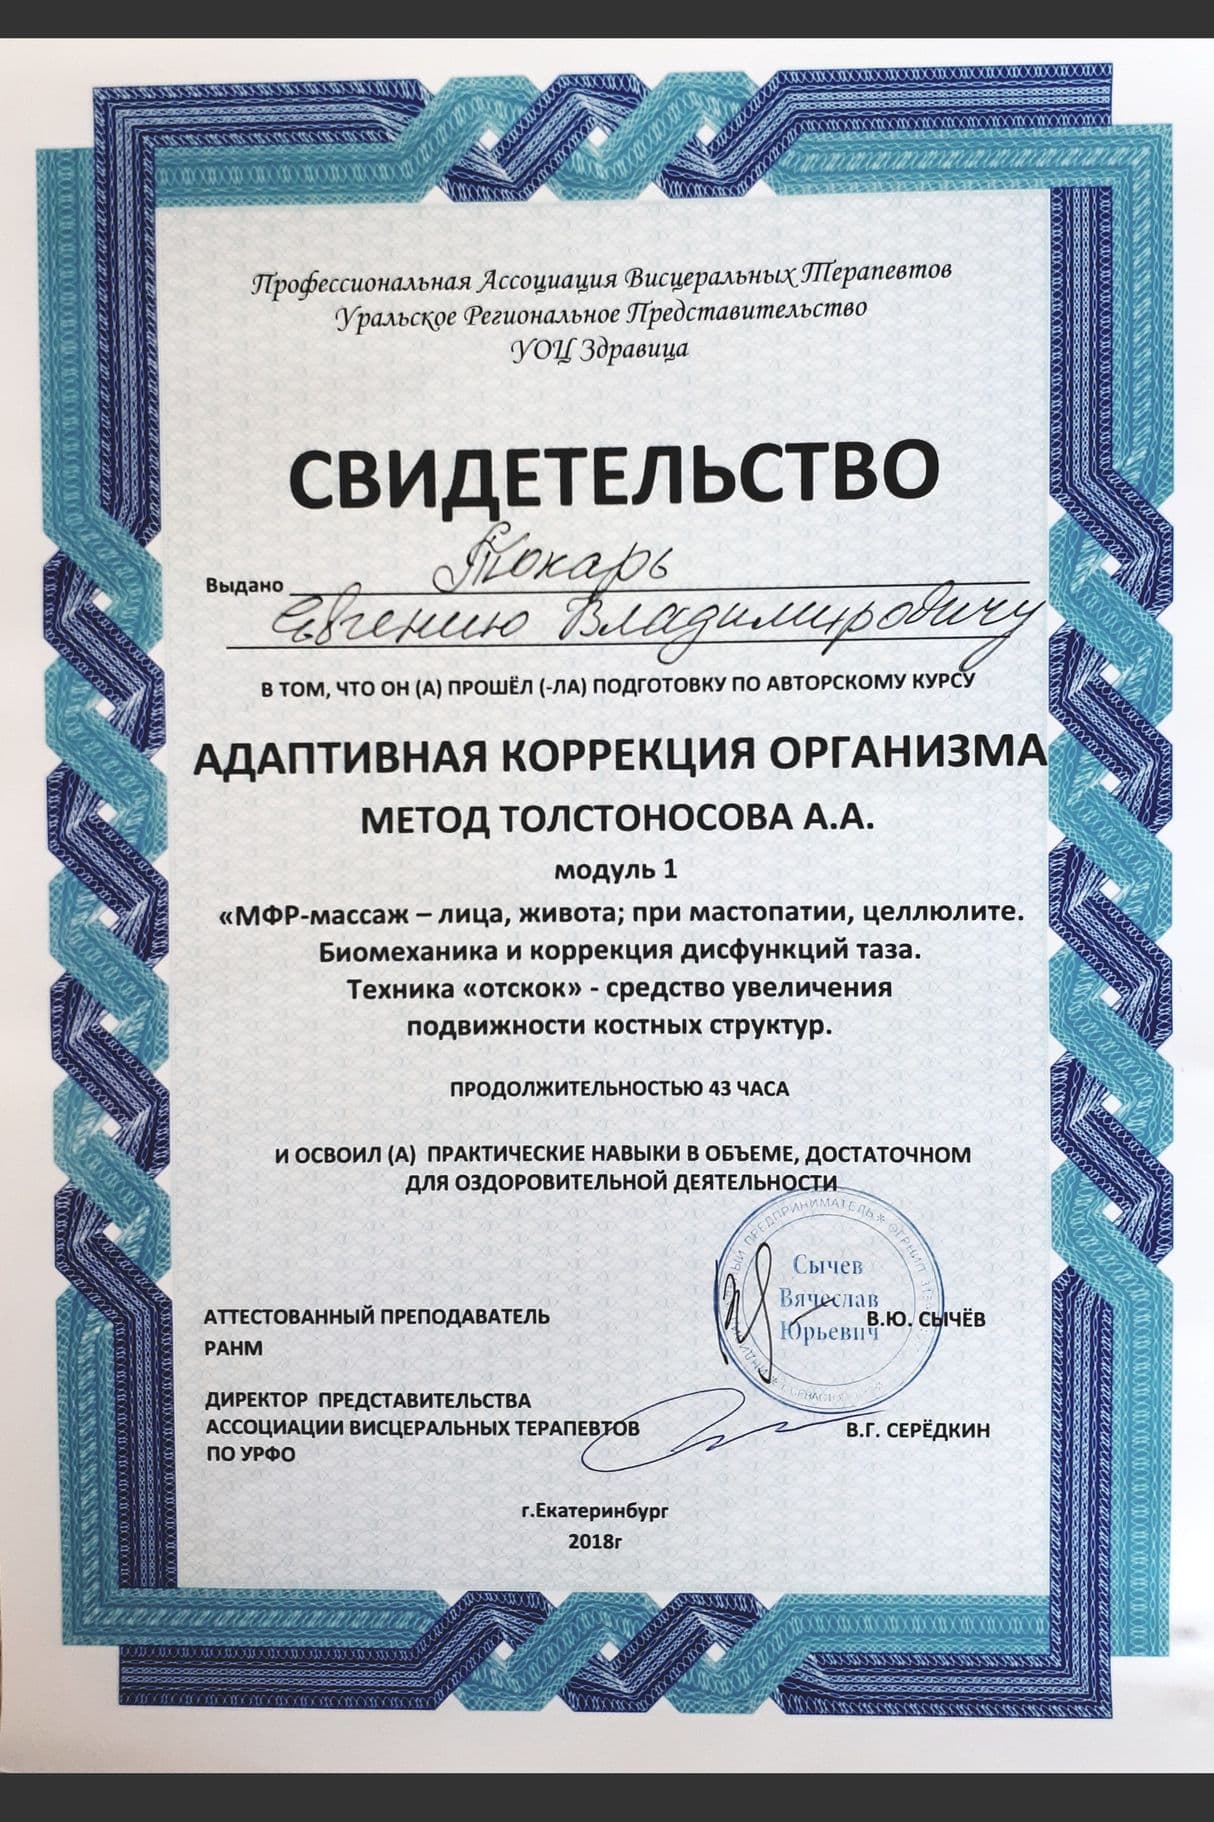 Профессиональная Ассоциация Висцеральных Терапевтов
Уральское Региональное Представительство
УОЦ Здравица
СВИДЕТЕЛЬСТВО
Выдано Токарь
Евгению Владимировичу
В ТОМ, ЧТО ОН (А) ПРОШЁЛ (-ЛА) ПОДГОТОВКУ ПО АВТОРСКОМУ КУРСУ
АДАПТИВНАЯ КОРРЕКЦИЯ ОРГАНИЗМА
МЕТОД ТОЛСТОНОСОВА А.А.
модуль 1
«МФР-массаж – лица, живота; при мастопатии, целлюлите.
Биомеханика и коррекция дисфункций таза.
Техника «отскок» - средство увеличения
подвижности костных структур.
ПРОДОЛЖИТЕЛЬНОСТЬЮ 43 ЧАСА
И ОСВОИЛ (А) ПРАКТИЧЕСКИЕ НАВЫКИ В ОБЪЕМЕ, ДОСТАТОЧНОМ
ДЛЯ ОЗДОРОВИТЕЛЬНОЙ ДЕЯТЕЛЬНОСТИ
ПРЕДПРИНИМАТЕЛЬ * ОГРНИП
Сычев
Вячеслав
Юрьевич
АТТЕСТОВАННЫЙ ПРЕПОДАВАТЕЛЬ В.Ю. СЫЧЁВ
РАНМ
ДИРЕКТОР ПРЕДСТАВИТЕЛЬСТВА
АССОЦИАЦИИ ВИСЦЕРАЛЬНЫХ ТЕРАПЕВТОВ В.Г. СЕРЁДКИН
ПО УРФО
г.Екатеринбург
2018г